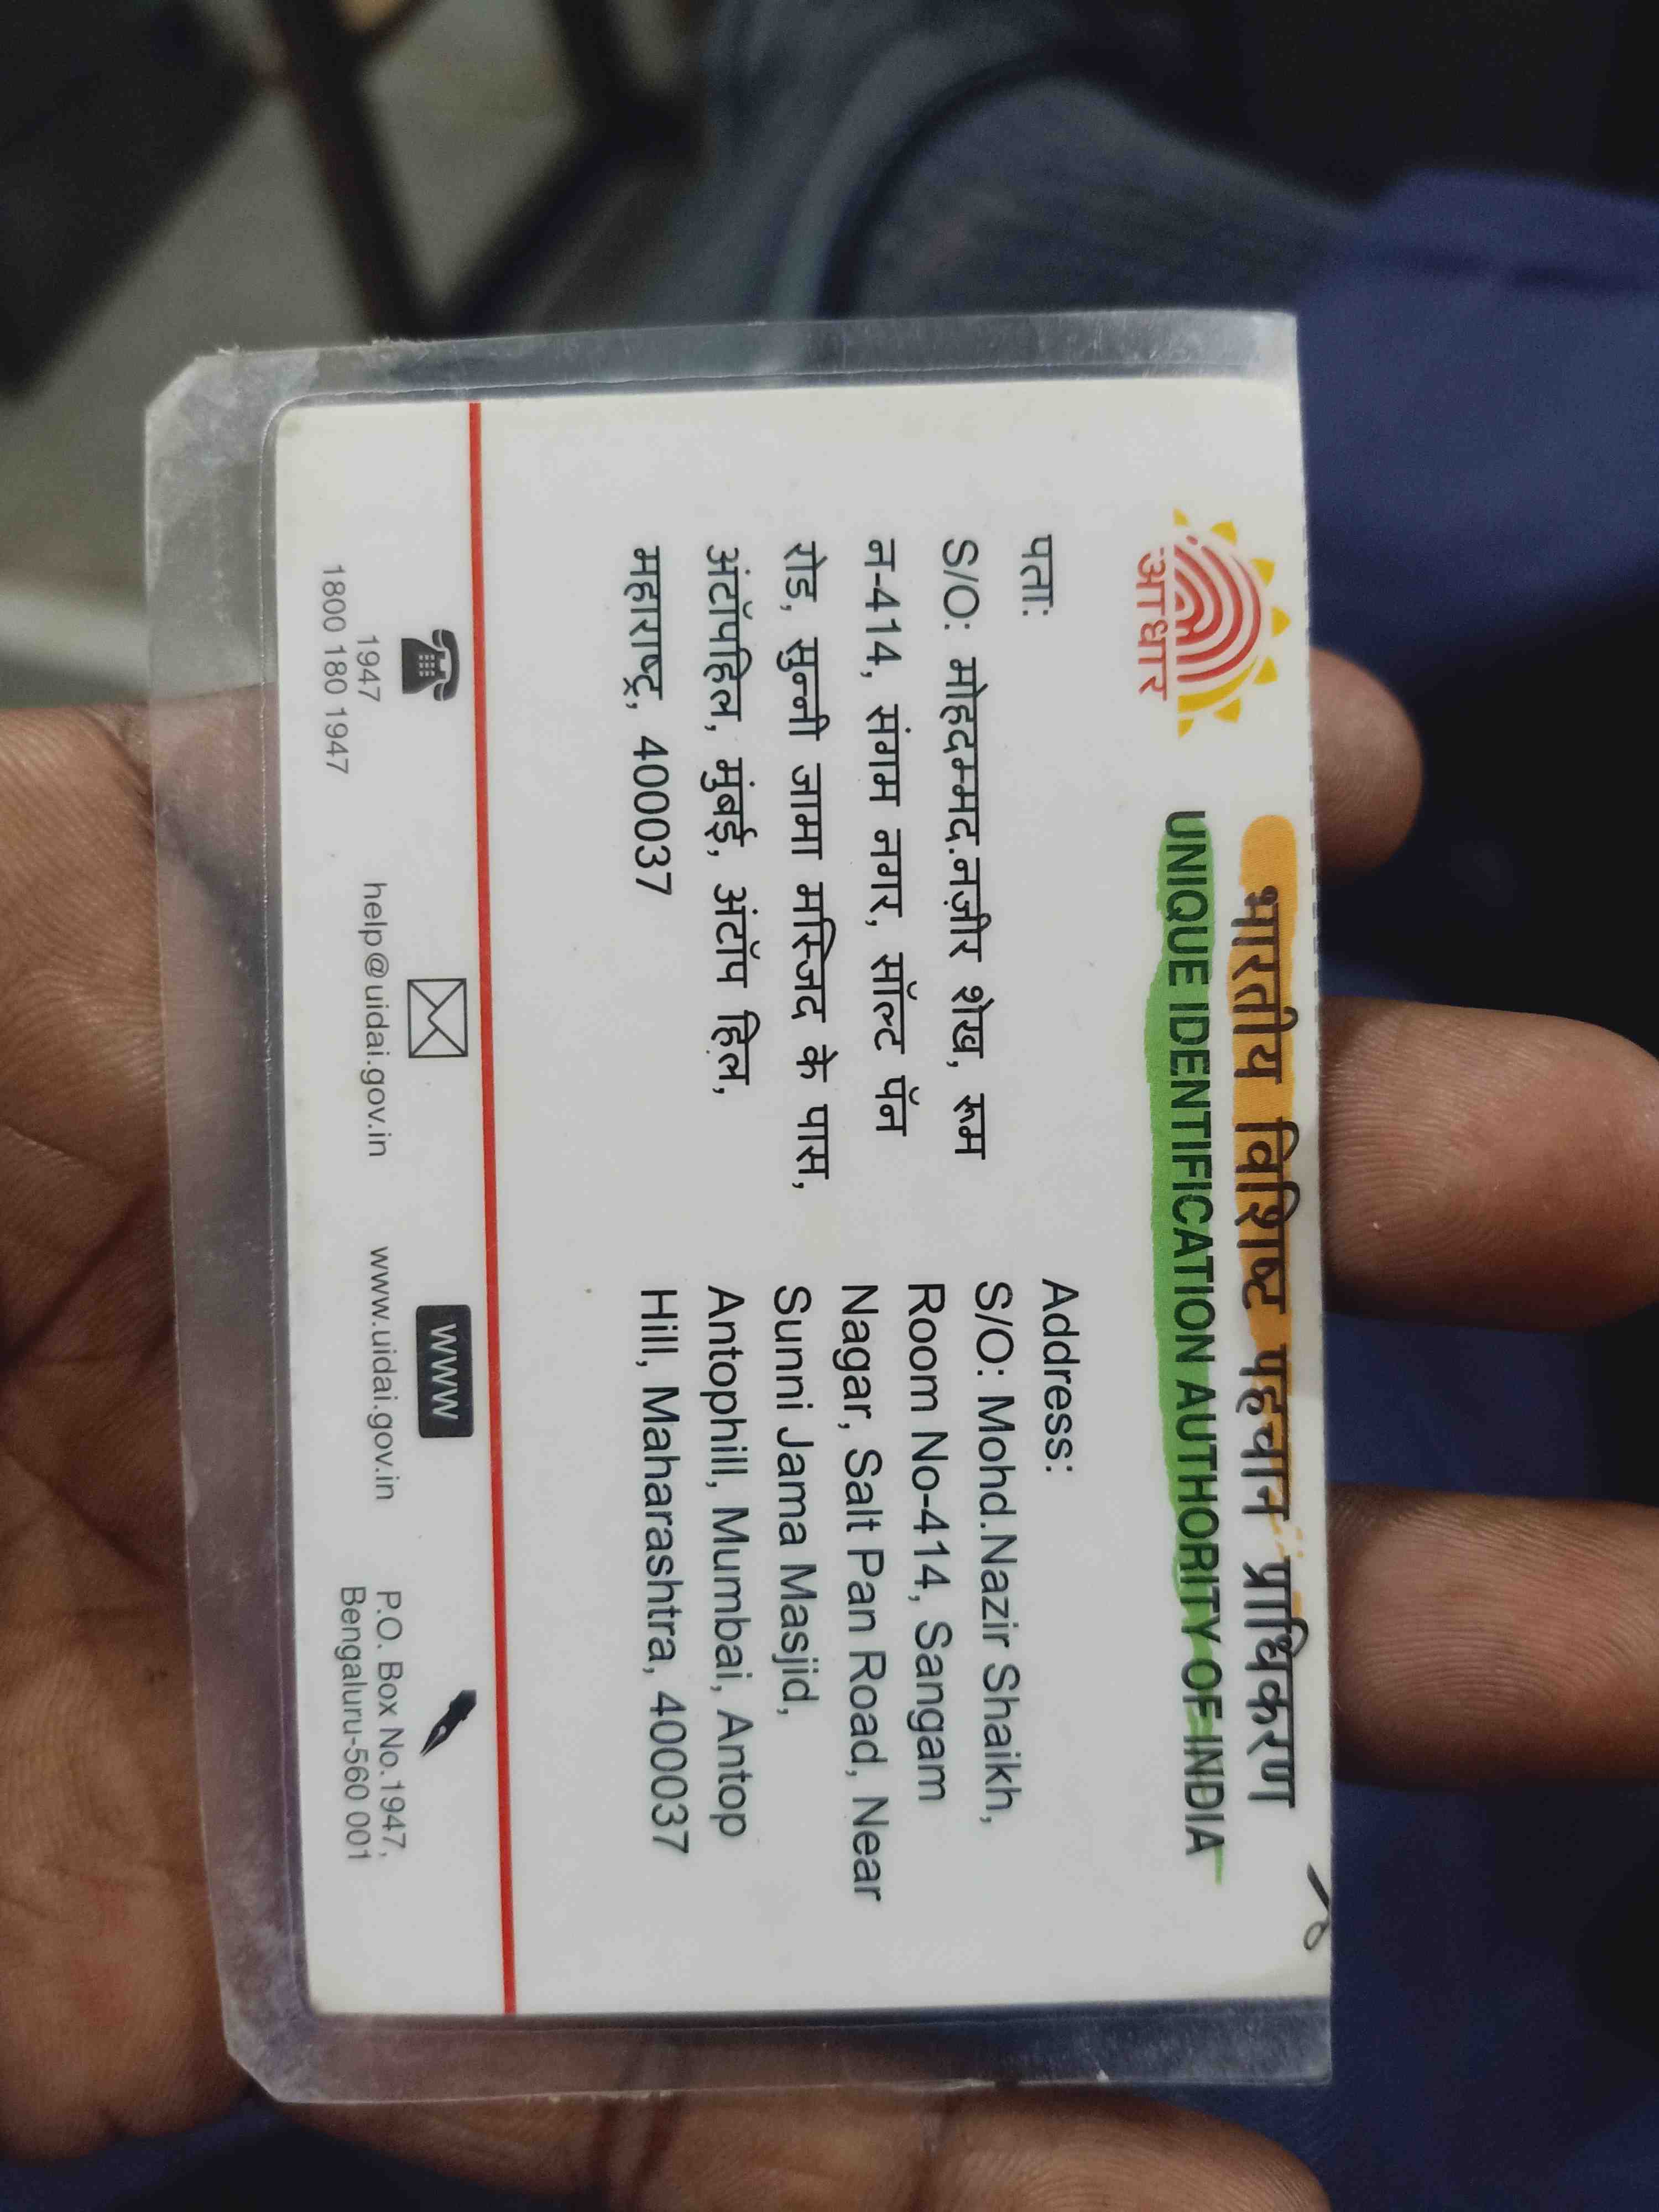 भारतीय विशिष्ट पहचान प्राधिकरण
UNIQUE IDENTIFICATION AUTHORITY OF INDIA
आधार
पता:
S/O: मोहदम्मद.नज़ीर शेख, रूम
न-414, संगम नगर, सॉल्ट पॅन
रोड, सुन्नी जामा मस्जिद के पास,
अंटॉपहिल, मुंबई, अंटॉप हिल,
महाराष्ट्र, 400037
Address:
S/O: Mohd.Nazir Shaikh,
Room No-414, Sangam
Nagar, Salt Pan Road, Near
Sunni Jama Masjid,
Antophill, Mumbai, Antop
Hill, Maharashtra, 400037
1947
1800 180 1947
help@uidai.gov.in
www
www.uidai.gov.in
P.O. Box No.1947,
Bengaluru-560 001